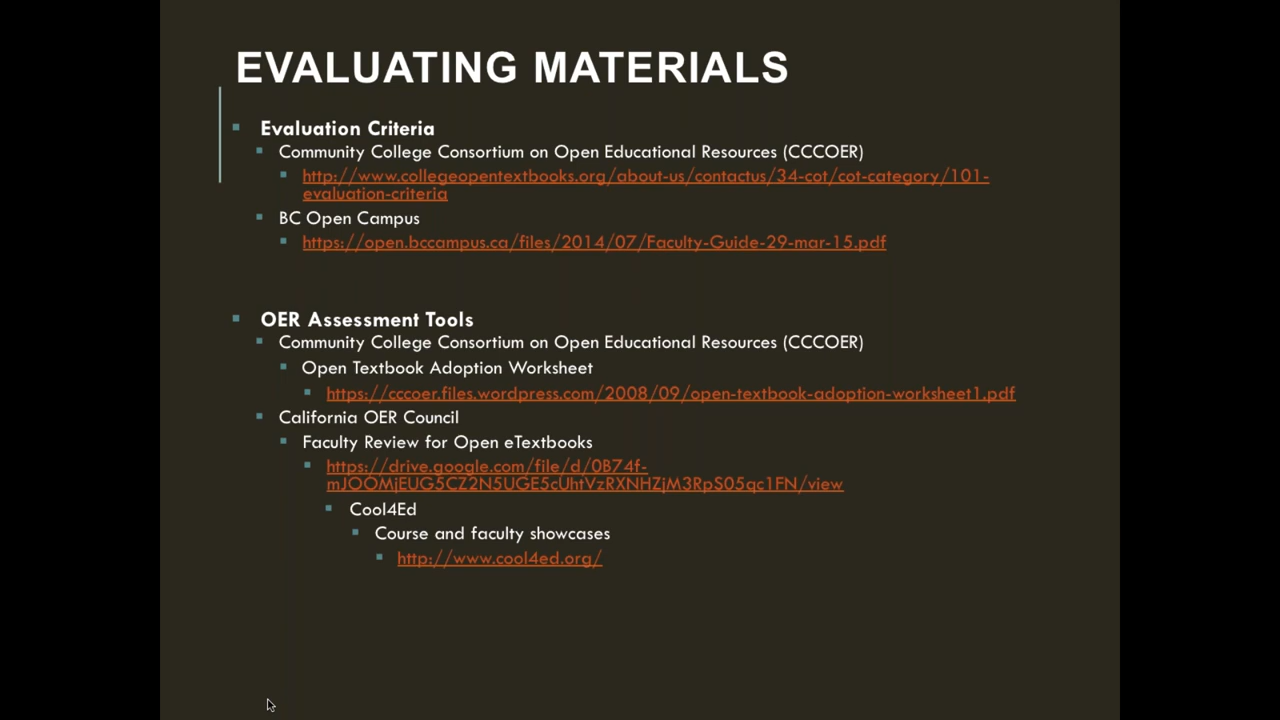 EVALUATING MATERIALS
Evaluation Criteria
Community College Consortium on Open Educational Resources (CCCOER)
http://www.collegeopentextbooks.org/about-us/contactus/34-cot/cot-category/101-
evaluation-criteria
BC Open Campus
https://open.bccampus.ca/files/2014/07/Faculty-Guide-29-mar-15.pdf
OER Assessment Tools
Community College Consortium on Open Educational Resources (CCCOER)
Open Textbook Adoption Worksheet
https://cccoer.files.wordpress.com/2008/09/open-textbook-adoption-worksheet1.pdf
California OER Council
Faculty Review for Open eTextbooks
https://drive.google.com/file/d/0B74f-
mJOOMjEUG5CZ2N5UGE5cUhtVzRXNHZjM3RpS05qc1FN/view
Cool4Ed
Course and faculty showcases
http://www.cool4ed.org/